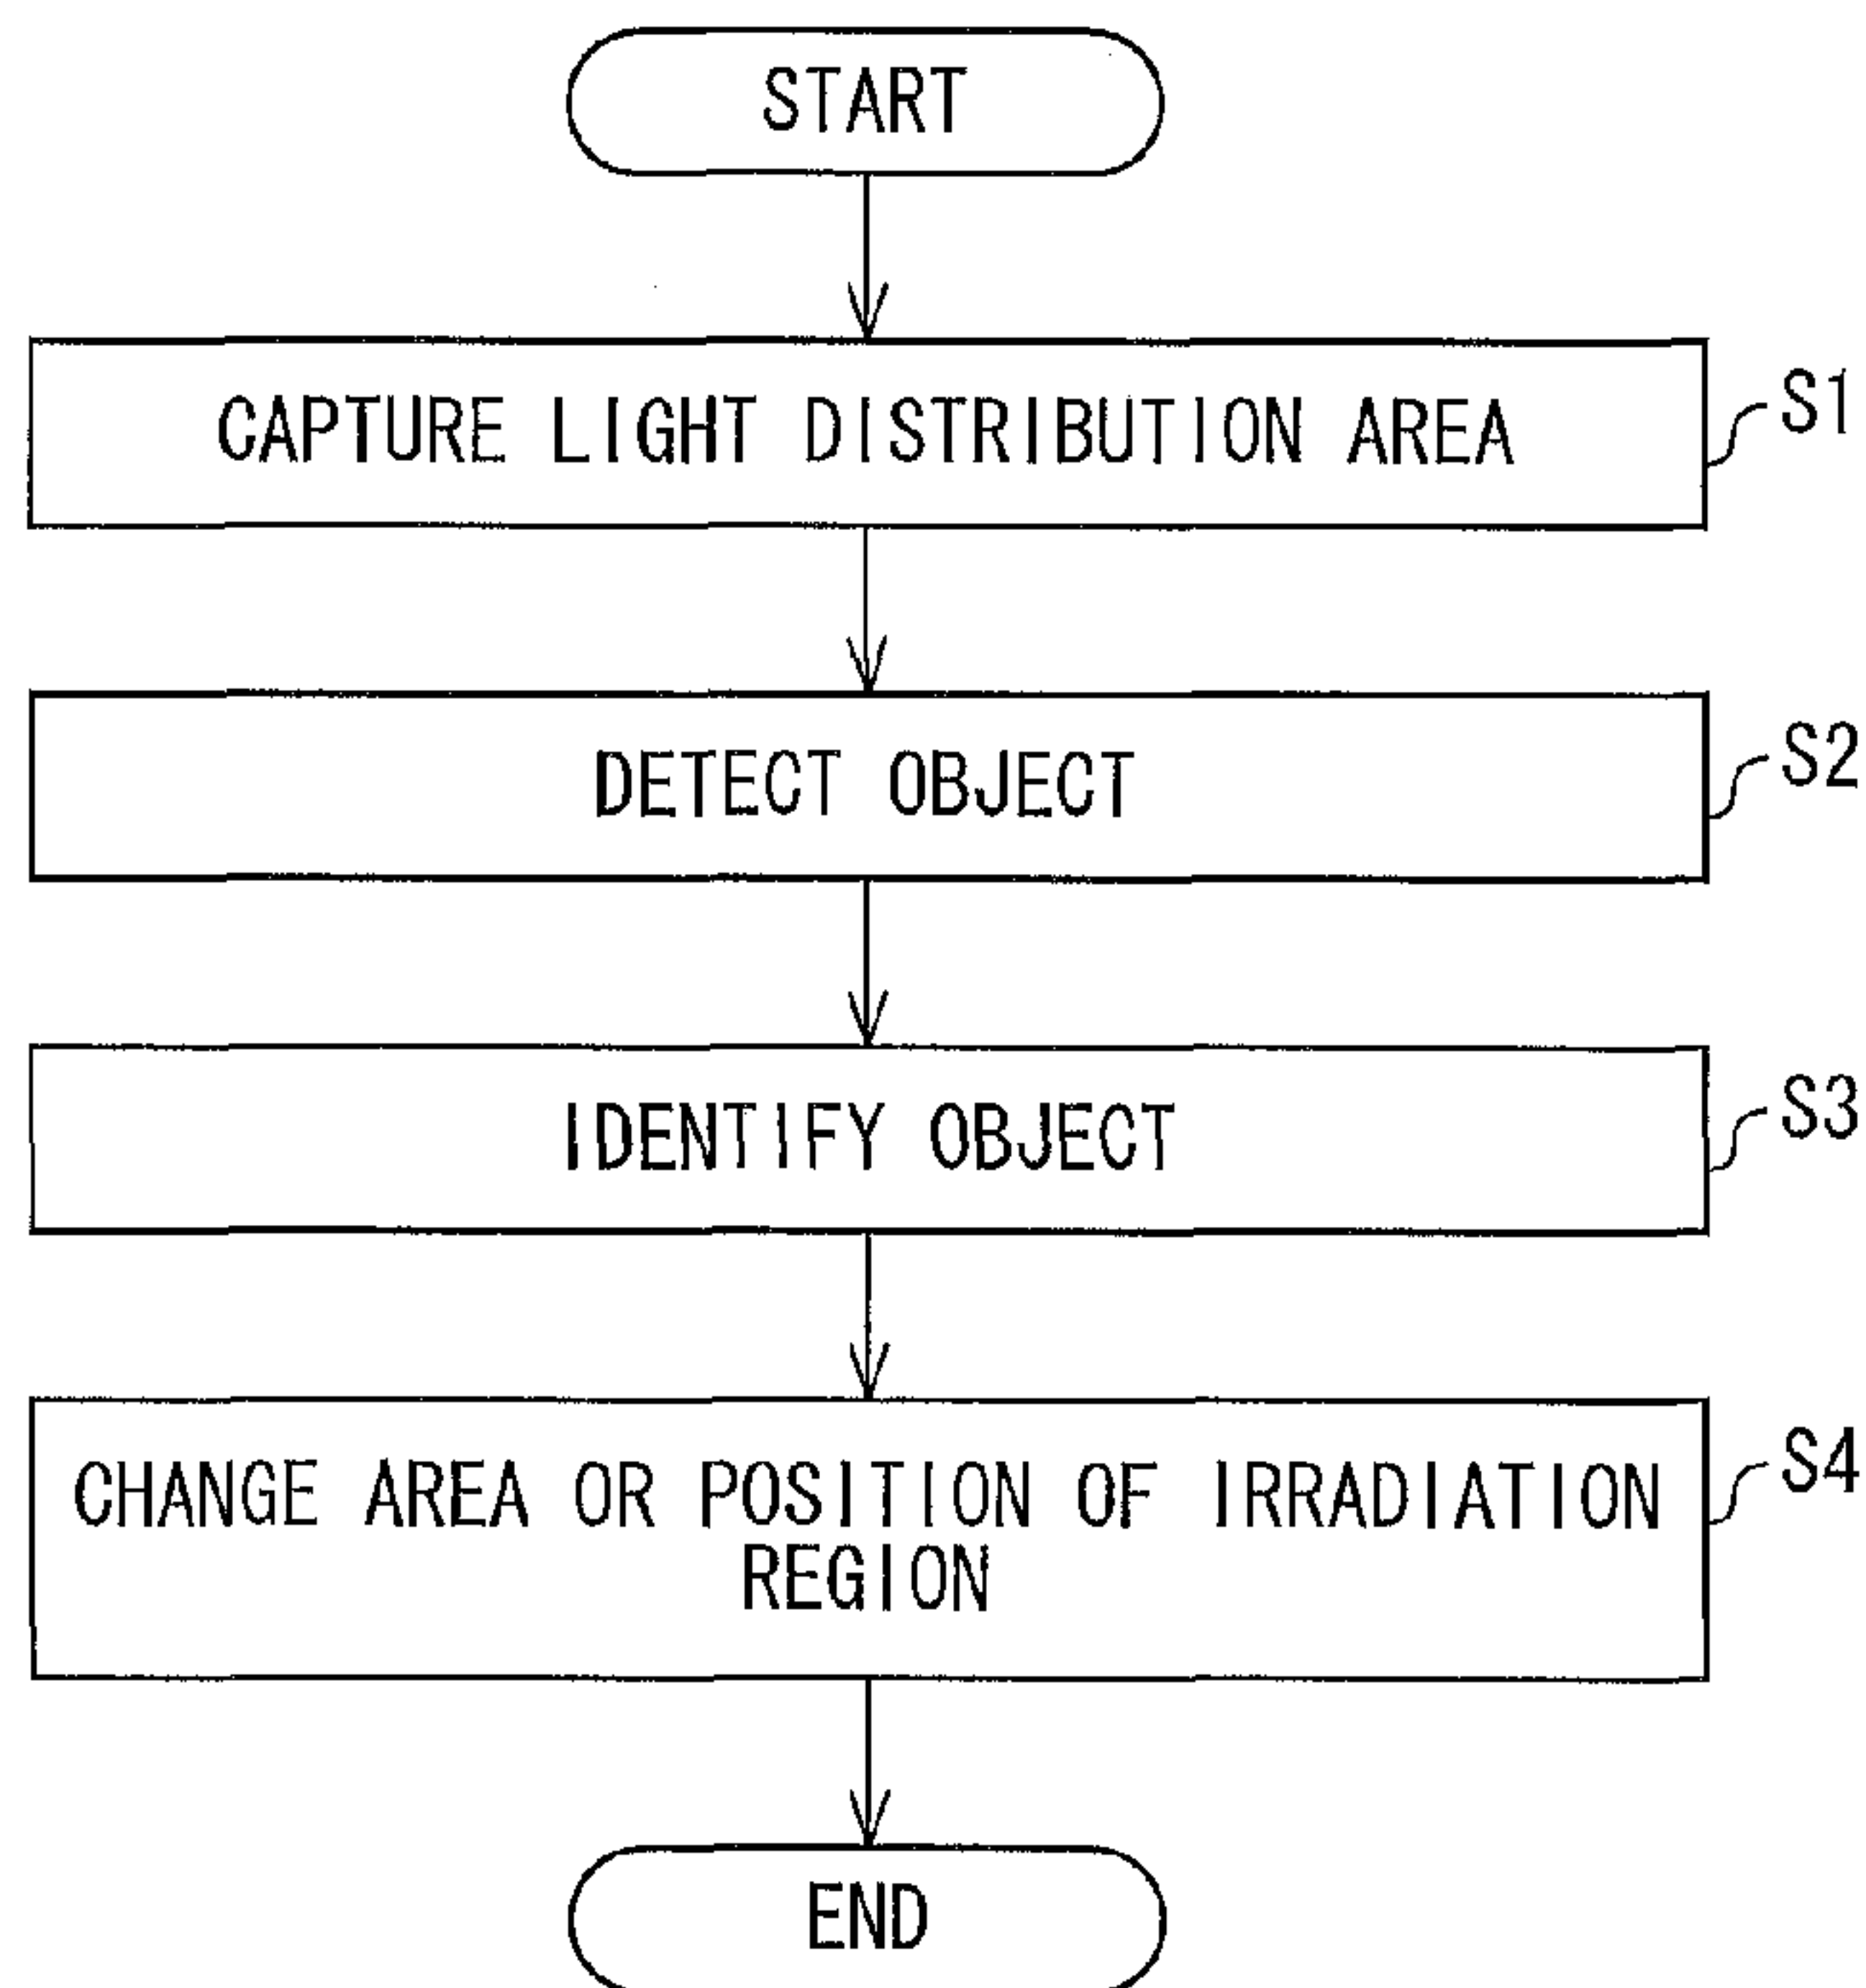 START
CAPTURE LIGHT DISTRIBUTION AREA
S1
DETECT OBJECT
S2
IDENTIFY OBJECT
S3
CHANGE AREA OR POSITION OF IRRADIATION
REGION
S4
END